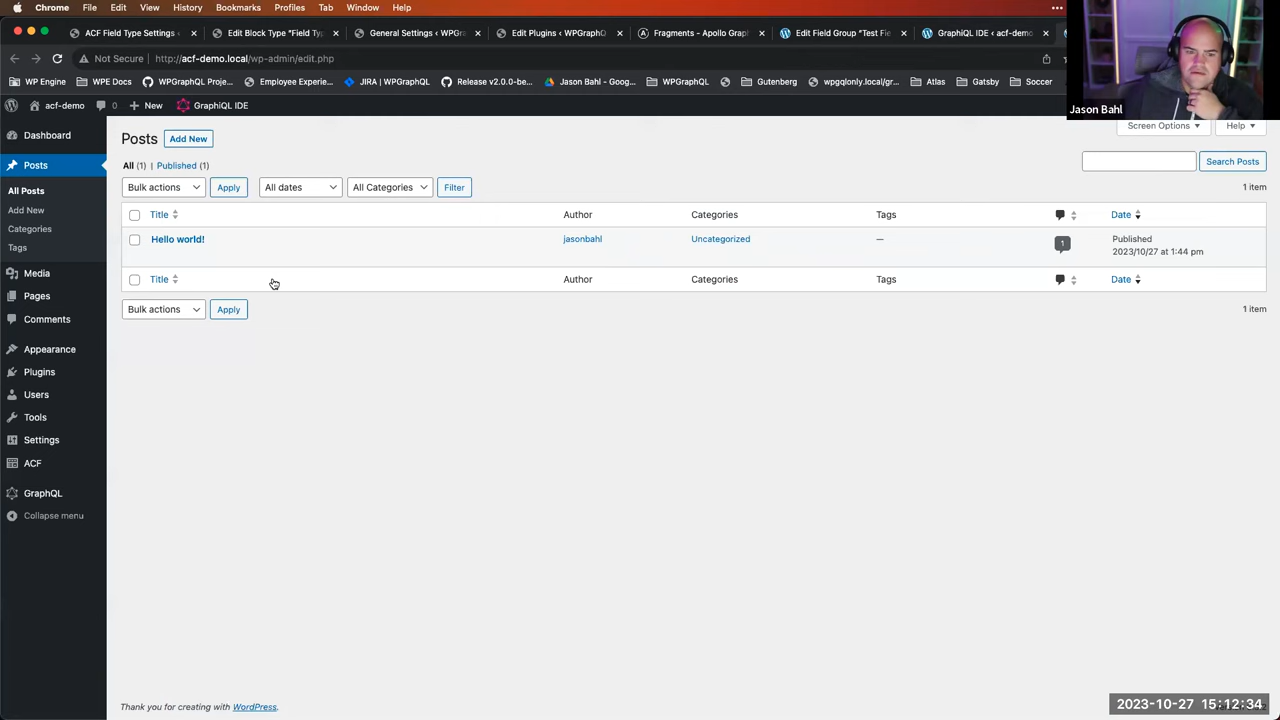 Chrome File Edit View History Bookmarks Profiles Tab Window Help
ACF Field Type Settings Edit Block Type "Field Ty General Settings < WPGra Edit Plugins < WPGraphQ Fragments - Apollo Grap Edit Field Group "Test Fie GraphiQL IDE < acf-demo
Not Secure http://acf-demo.local/wp-admin/edit.php
WP Engine WPE Docs WPGraphQL Proje... Employee Experie... JIRA | WPGraphQL Release v2.0.0-be... Jason Bahl - Goog... WPGraphQL Gutenberg wpgqlonly.local/gr... Atlas Gatsby Soccer
acf-demo 0 New GraphiQL IDE
Jason Bahl
Screen Options Help
Dashboard
Posts
All Posts
Add New
Categories
Tags
Media
Pages
Comments
Appearance
Plugins
Users
Tools
Settings
ACF
GraphQL
Collapse menu
Posts Add New
All (1) | Published (1)
Search Posts
Bulk actions Apply All dates All Categories Filter
1 item
Title Author Categories Tags Date
Hello world! jasonbahl Uncategorized — 1 Published
2023/10/27 at 1:44 pm
Title Author Categories Tags Date
Bulk actions Apply
1 item
Thank you for creating with WordPress.
2023-10-27 15:12:34